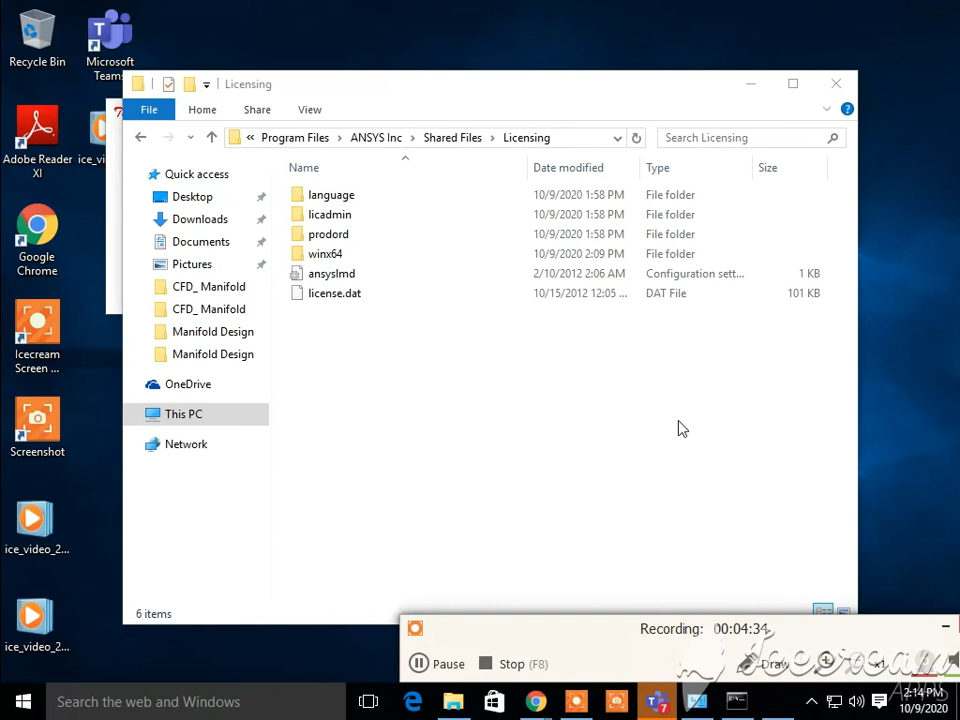 Recycle Bin
Microsoft
Teams
Adobe Reader
XI
ice_vi...
Google
Chrome
Icecream
Screen ...
Screenshot
ice_video_2...
ice_video_2...
Licensing
File Home Share View
« Program Files › ANSYS Inc › Shared Files › Licensing
Search Licensing
Name Date modified Type Size
Quick access
Desktop
Downloads
Documents
Pictures
CFD_ Manifold
CFD_ Manifold
Manifold Design
Manifold Design
OneDrive
This PC
Network
language 10/9/2020 1:58 PM File folder
licadmin 10/9/2020 1:58 PM File folder
prodord 10/9/2020 1:58 PM File folder
winx64 10/9/2020 2:09 PM File folder
ansyslmd 2/10/2012 2:06 AM Configuration sett... 1 KB
license.dat 10/15/2012 12:05 ... DAT File 101 KB
6 items
Recording: 00:04:34
Pause Stop (F8) Draw x1
Icecream
Apps
Search the web and Windows
7
2:14 PM
10/9/2020